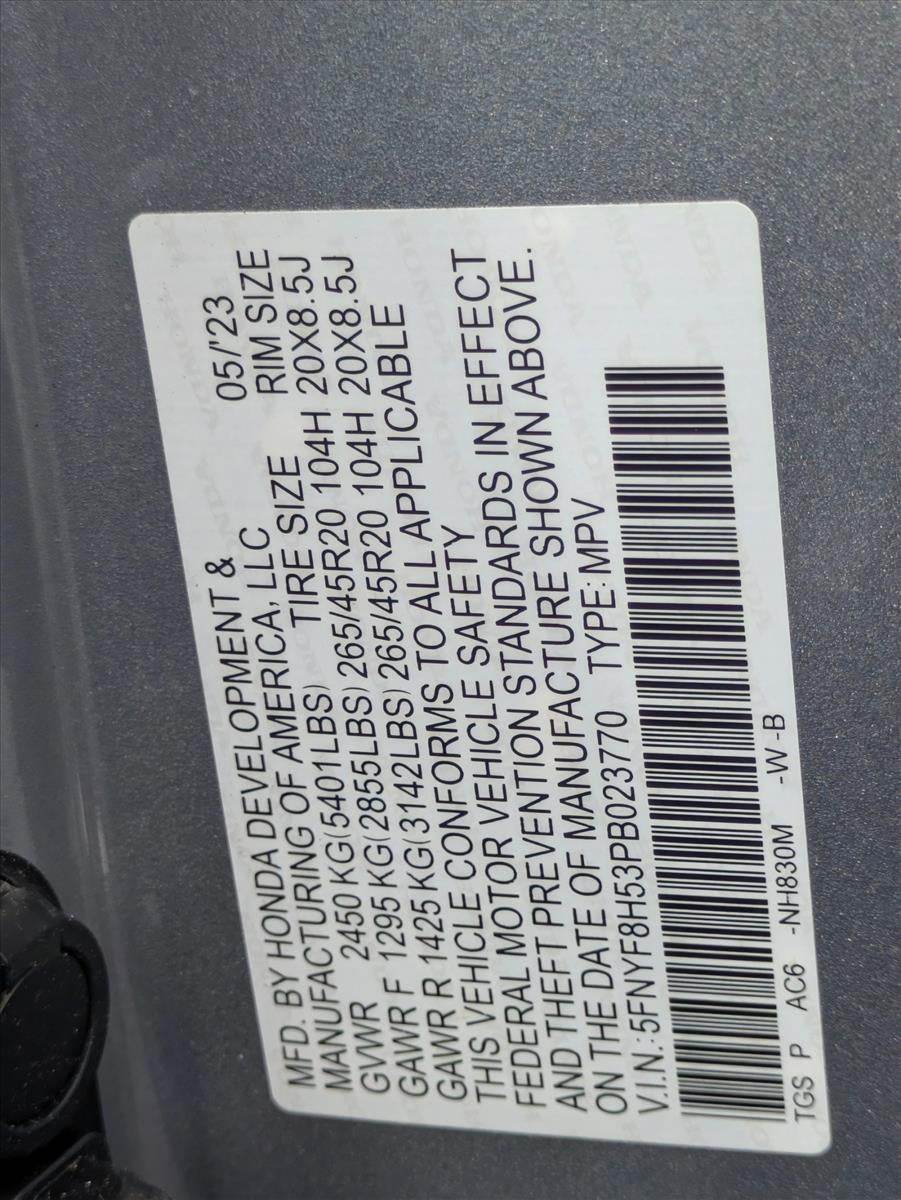 MFD. BY HONDA DEVELOPMENT & 05/'23
MANUFACTURING OF AMERICA, LLC RIM SIZE
TIRE SIZE
GVWR 2450 KG(5401LBS)
GAWR F 1295 KG(2855LBS) 265/45R20 104H 20X8.5J
GAWR R 1425 KG(3142LBS) 265/45R20 104H 20X8.5J
THIS VEHICLE CONFORMS TO ALL APPLICABLE
FEDERAL MOTOR VEHICLE SAFETY
AND THEFT PREVENTION STANDARDS IN EFFECT
ON THE DATE OF MANUFACTURE SHOWN ABOVE.
V.I.N.:5FNYF8H53PB023770 TYPE:MPV
TGS P AC6 -NH830M -W -B